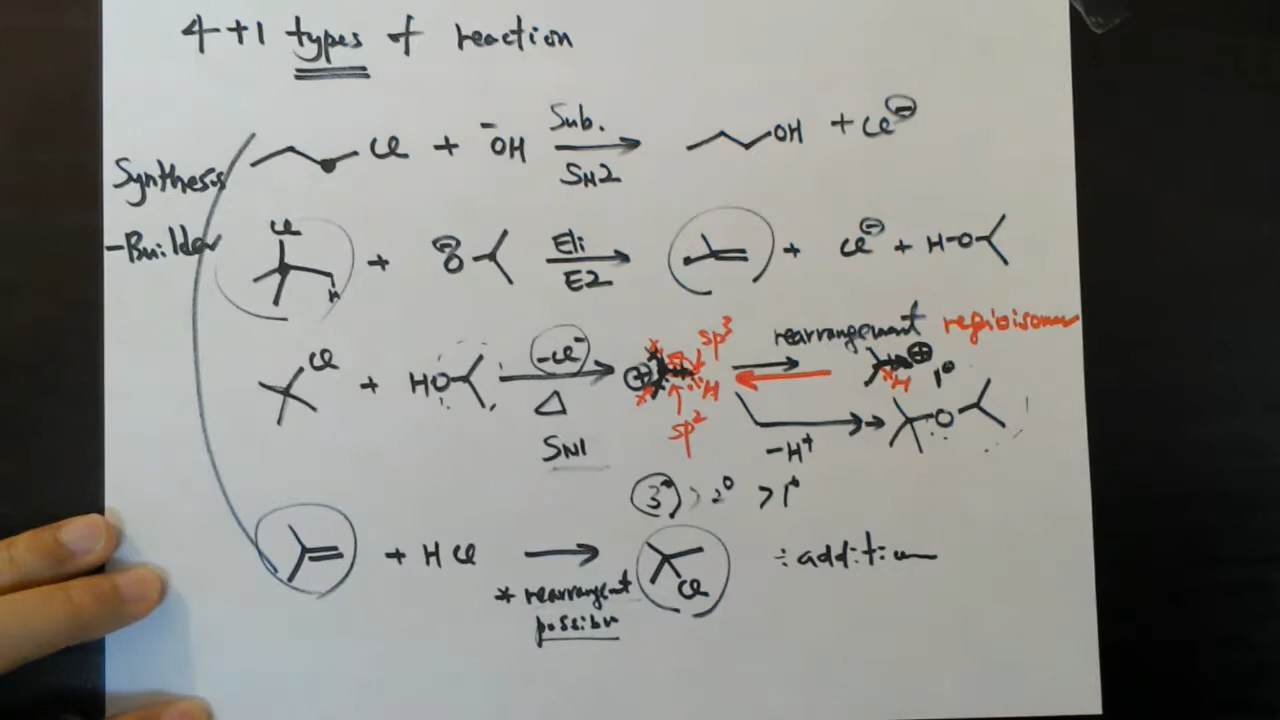 4+1 types of reaction
Synthesis
-Builder
Cl + ⁻OH Sub. SN2 OH + Cl⊖
Cl H + ⊖O Eli E2 + Cl⊖ + H-O
Cl + HO -Cl⁻ Δ SN1 ⊕ H sp³ sp²
rearrangement regioisomer
⊕ H 1°
-H⁺ O
3° > 2° > 1°
+ HCl Cl : addition
* rearrangent
possible